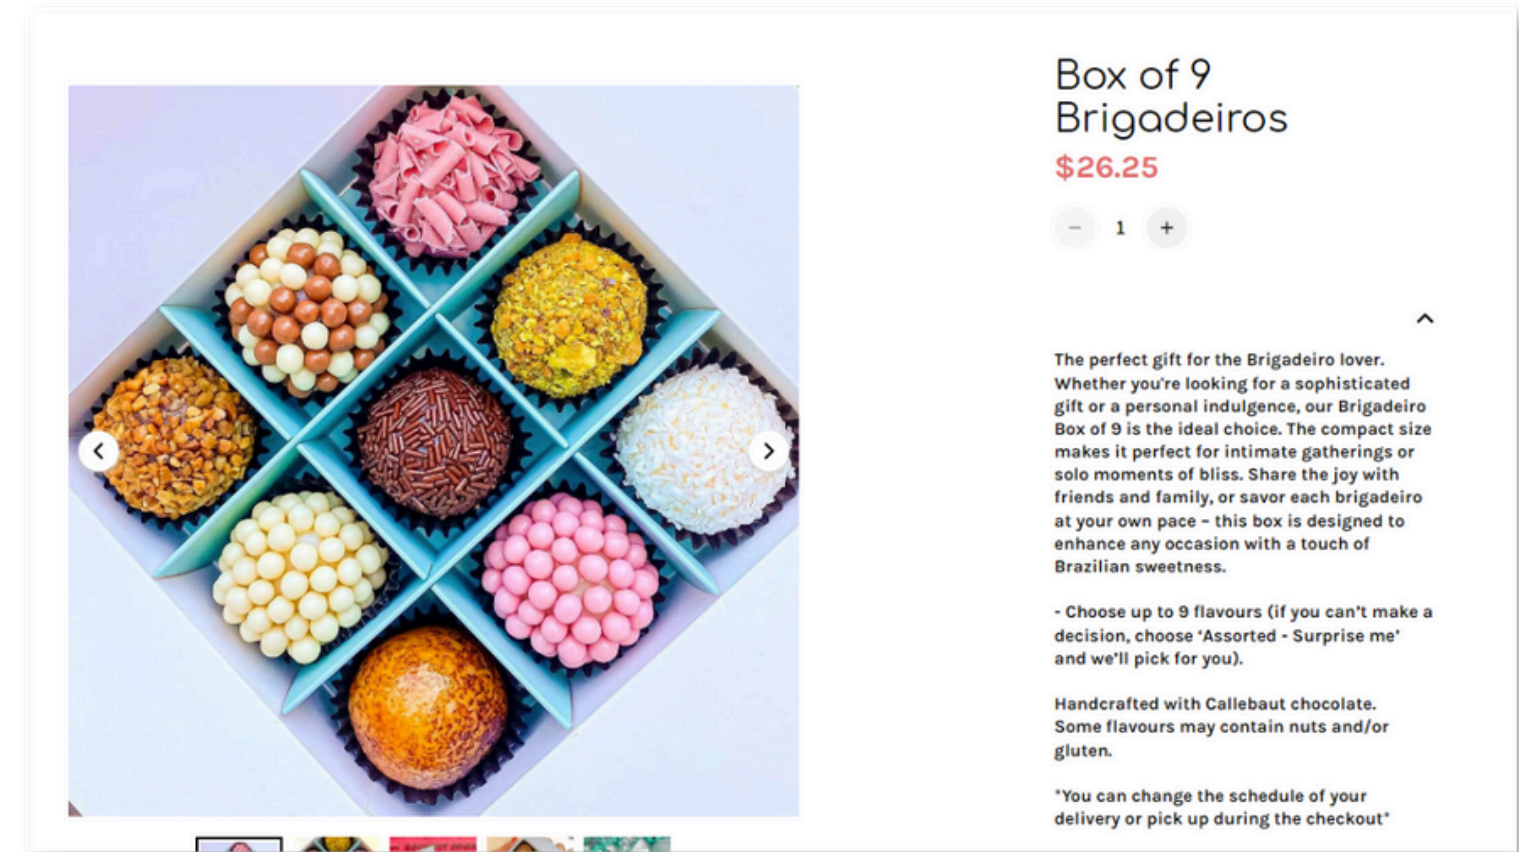 Box of 9
Brigadeiros
$26.25
− 1 +
The perfect gift for the Brigadeiro lover.
Whether you're looking for a sophisticated
gift or a personal indulgence, our Brigadeiro
Box of 9 is the ideal choice. The compact size
makes it perfect for intimate gatherings or
solo moments of bliss. Share the joy with
friends and family, or savor each brigadeiro
at your own pace – this box is designed to
enhance any occasion with a touch of
Brazilian sweetness.
- Choose up to 9 flavours (if you can’t make a
decision, choose ‘Assorted - Surprise me’
and we’ll pick for you).
Handcrafted with Callebaut chocolate.
Some flavours may contain nuts and/or
gluten.
*You can change the schedule of your
delivery or pick up during the checkout*